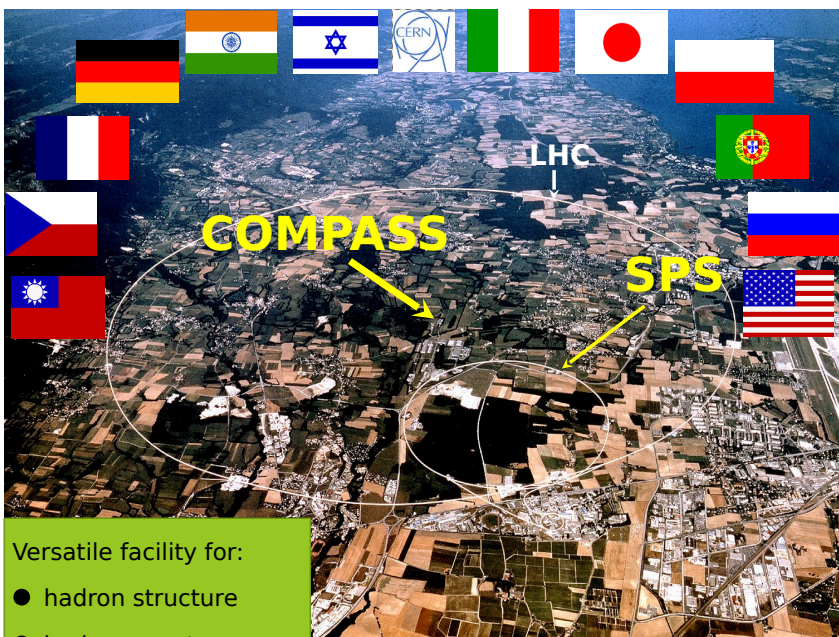 CERN
LHC
COMPASS
SPS
Versatile facility for:
● hadron structure